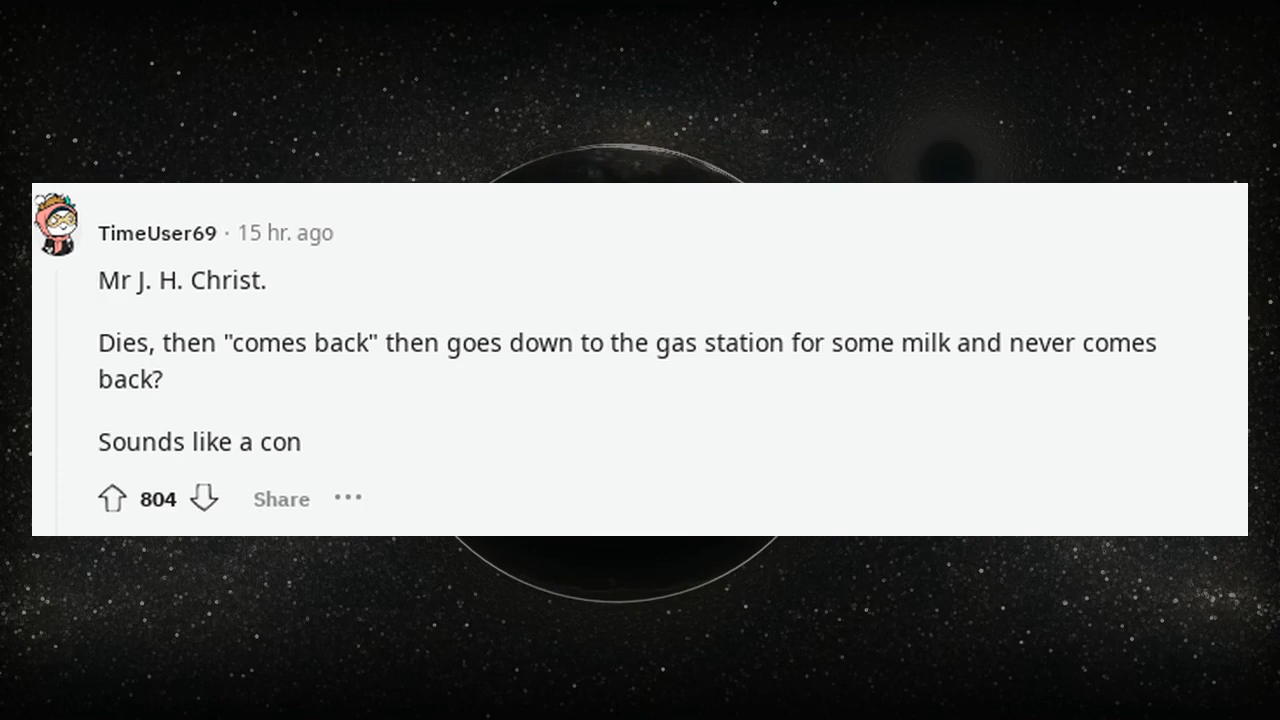 TimeUser69 · 15 hr. ago
Mr J. H. Christ.
Dies, then "comes back" then goes down to the gas station for some milk and never comes
back?
Sounds like a con
804 Share ···